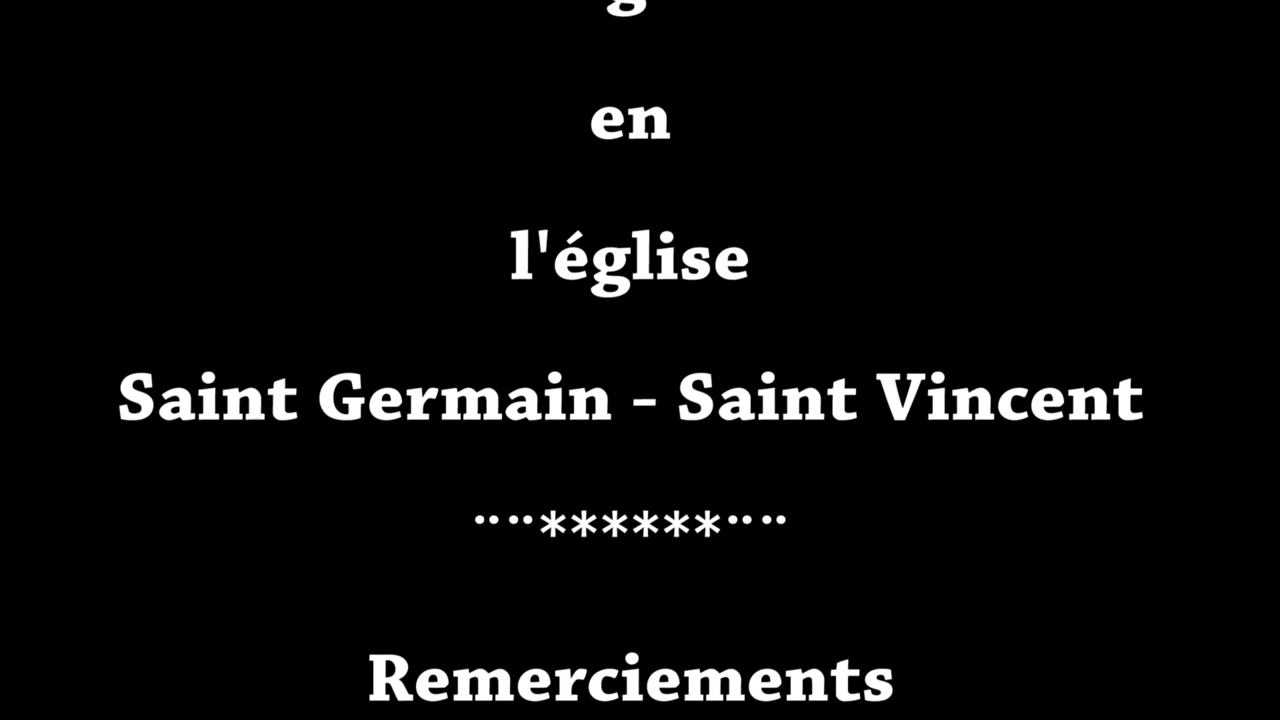 en
l'église
Saint Germain - Saint Vincent
¨¨******¨¨
Remerciements